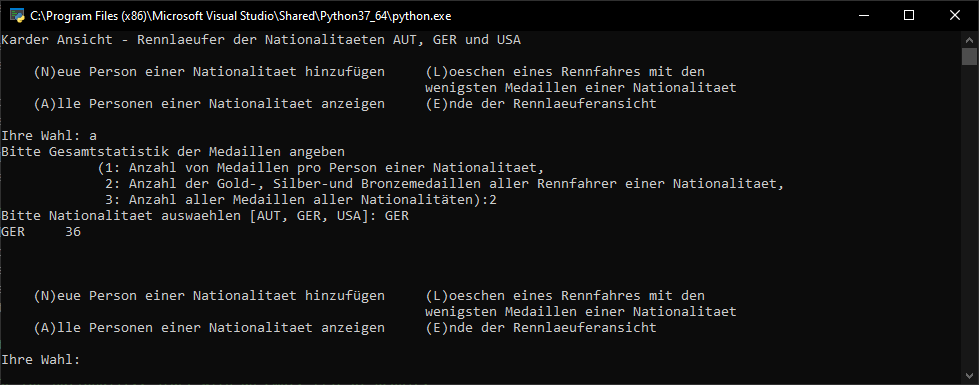 C:\Program Files (x86)\Microsoft Visual Studio\Shared\Python37_64\python.exe
Karder Ansicht - Rennlaeufer der Nationalitaeten AUT, GER und USA
(N)eue Person einer Nationalitaet hinzufügen     (L)oeschen eines Rennfahres mit den
wenigsten Medaillen einer Nationalitaet
(A)lle Personen einer Nationalitaet anzeigen     (E)nde der Rennlaeuferansicht
Ihre Wahl: a
Bitte Gesamtstatistik der Medaillen angeben
(1: Anzahl von Medaillen pro Person einer Nationalitaet,
2: Anzahl der Gold-, Silber-und Bronzemedaillen aller Rennfahrer einer Nationalitaet,
3: Anzahl aller Medaillen aller Nationalitäten):2
Bitte Nationalitaet auswaehlen [AUT, GER, USA]: GER
GER     36
(N)eue Person einer Nationalitaet hinzufügen     (L)oeschen eines Rennfahres mit den
wenigsten Medaillen einer Nationalitaet
(A)lle Personen einer Nationalitaet anzeigen     (E)nde der Rennlaeuferansicht
Ihre Wahl: